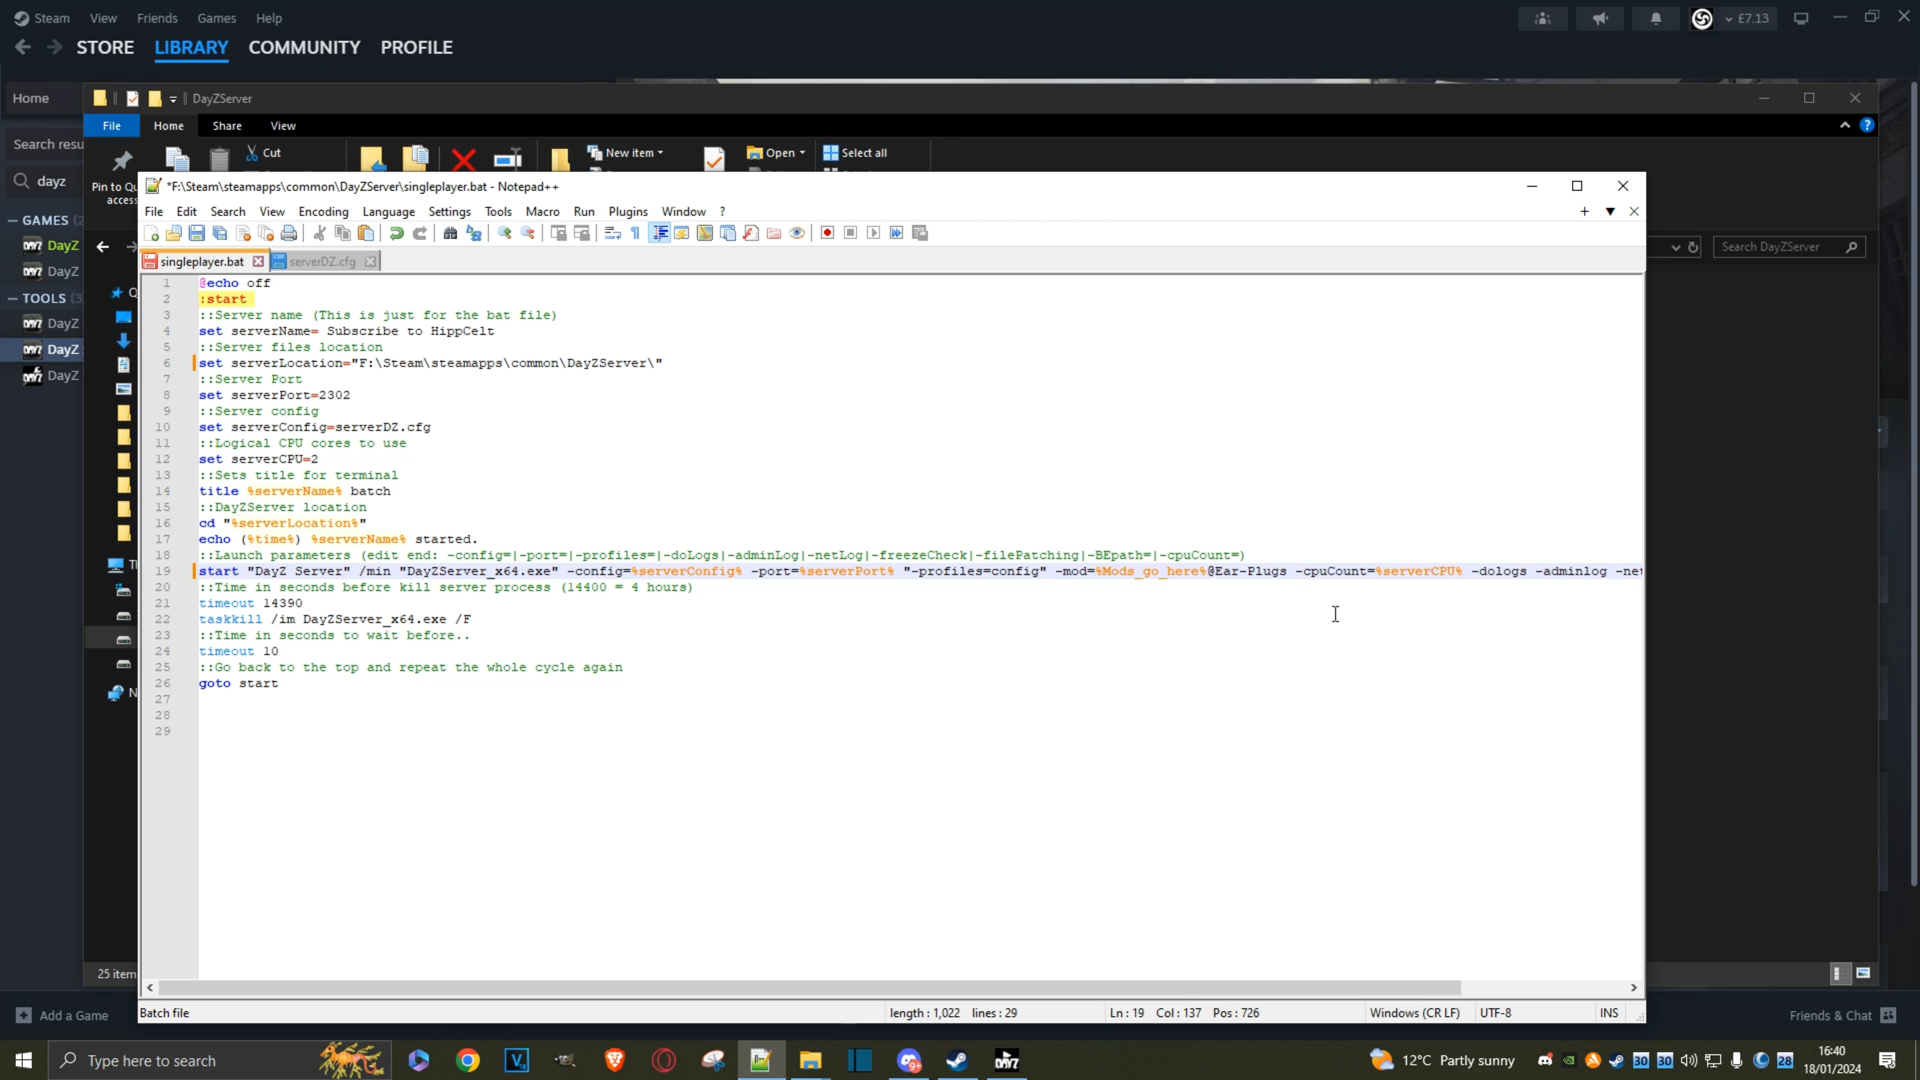 Steam View Friends Games Help
£7.13
STORE LIBRARY COMMUNITY PROFILE
Home
DayZServer
File Home Share View
Search resu
Cut
New item
Open
Select all
dayz
Pin to Qu
access
*F:\Steam\steamapps\common\DayZServer\singleplayer.bat - Notepad++
File Edit Search View Encoding Language Settings Tools Macro Run Plugins Window ?
GAMES (2
DayZ
DayZ
TOOLS (3
DayZ
DayZ
DayZ
Search DayZServer
singleplayer.bat serverDZ.cfg
1 @echo off
2 :start
3 ::Server name (This is just for the bat file)
4 set serverName= Subscribe to HippCelt
5 ::Server files location
6 set serverLocation="F:\Steam\steamapps\common\DayZServer\"
7 ::Server Port
8 set serverPort=2302
9 ::Server config
10 set serverConfig=serverDZ.cfg
11 ::Logical CPU cores to use
12 set serverCPU=2
13 ::Sets title for terminal
14 title %serverName% batch
15 ::DayZServer location
16 cd "%serverLocation%"
17 echo (%time%) %serverName% started.
18 ::Launch parameters (edit end: -config=|-port=|-profiles=|-doLogs|-adminLog|-netLog|-freezeCheck|-filePatching|-BEpath=|-cpuCount=)
19 start "DayZ Server" /min "DayZServer_x64.exe" -config=%serverConfig% -port=%serverPort% "-profiles=config" -mod=%Mods_go_here%@Ear-Plugs -cpuCount=%serverCPU% -dologs -adminlog -net
20 ::Time in seconds before kill server process (14400 = 4 hours)
21 timeout 14390
22 taskkill /im DayZServer_x64.exe /F
23 ::Time in seconds to wait before..
24 timeout 10
25 ::Go back to the top and repeat the whole cycle again
26 goto start
27
28
29
25 item
Batch file length : 1,022 lines : 29 Ln : 19 Col : 137 Pos : 726 Windows (CR LF) UTF-8 INS
Add a Game
Friends & Chat
Type here to search
12°C Partly sunny
30 30 28
16:40
18/01/2024